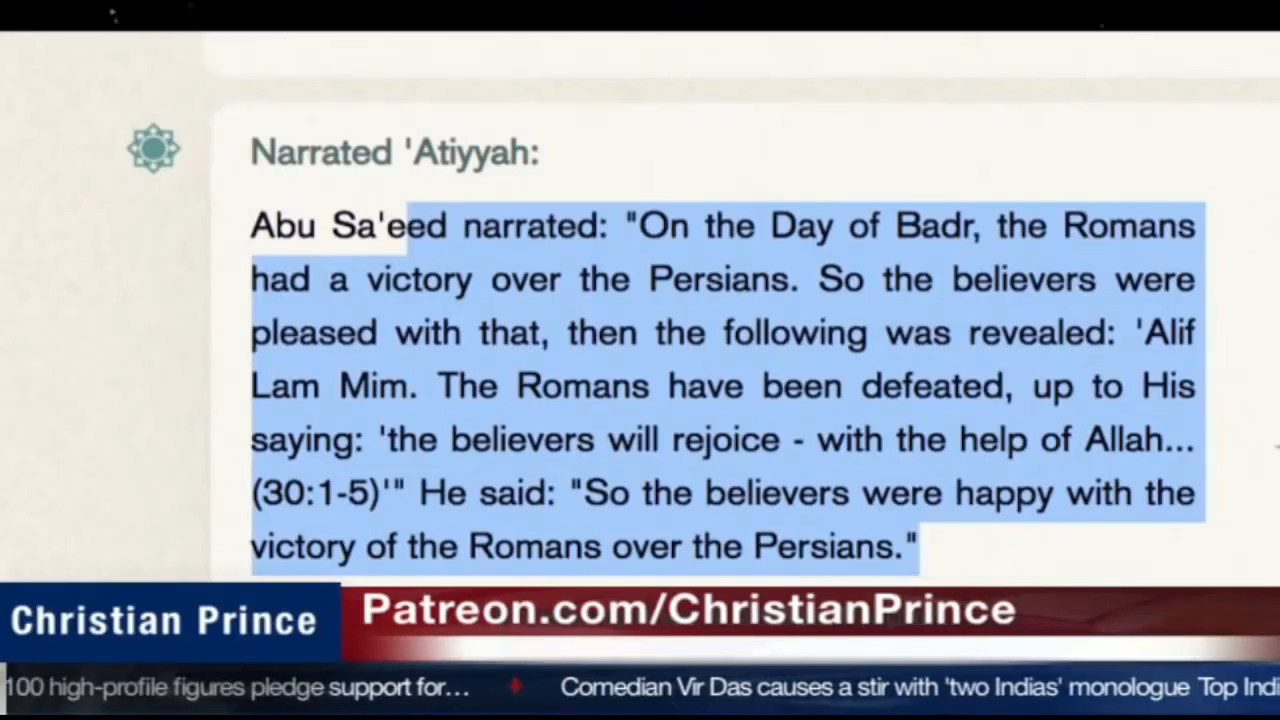 Narrated 'Atiyyah:
Abu Sa'eed narrated: "On the Day of Badr, the Romans
had a victory over the Persians. So the believers were
pleased with that, then the following was revealed: 'Alif
Lam Mim. The Romans have been defeated, up to His
saying: 'the believers will rejoice - with the help of Allah...
(30:1-5)'" He said: "So the believers were happy with the
victory of the Romans over the Persians."
Christian Prince
Patreon.com/ChristianPrince
100 high-profile figures pledge support for... Comedian Vir Das causes a stir with 'two Indias' monologue Top Indi